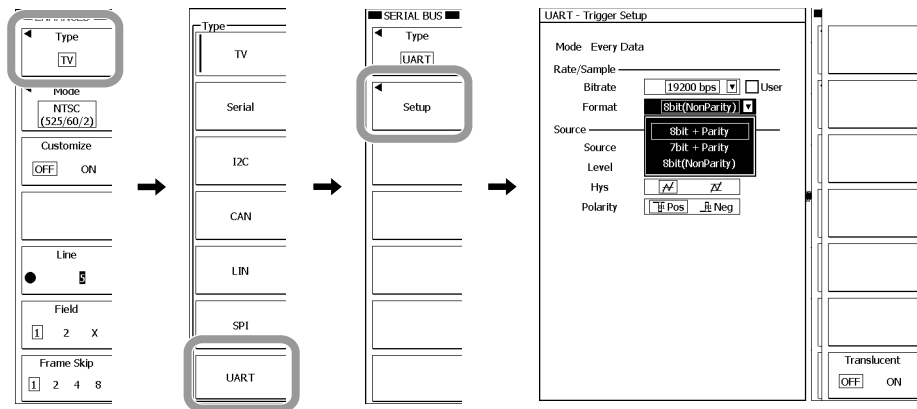 ENHANCED
Type
TV
Mode
NTSC
(525/60/2)
Customize
OFF ON
Line
5
Field
1 2 X
Frame Skip
1 2 4 8
Type
TV
Serial
I2C
CAN
LIN
SPI
UART
SERIAL BUS
Type
UART
Setup
UART - Trigger Setup
Mode Every Data
Rate/Sample
Bitrate 19200 bps User
Format 8bit(NonParity)
8bit + Parity
7bit + Parity
8bit(NonParity)
Source
Source
Level
Hys
Polarity Pos Neg
Translucent
OFF ON